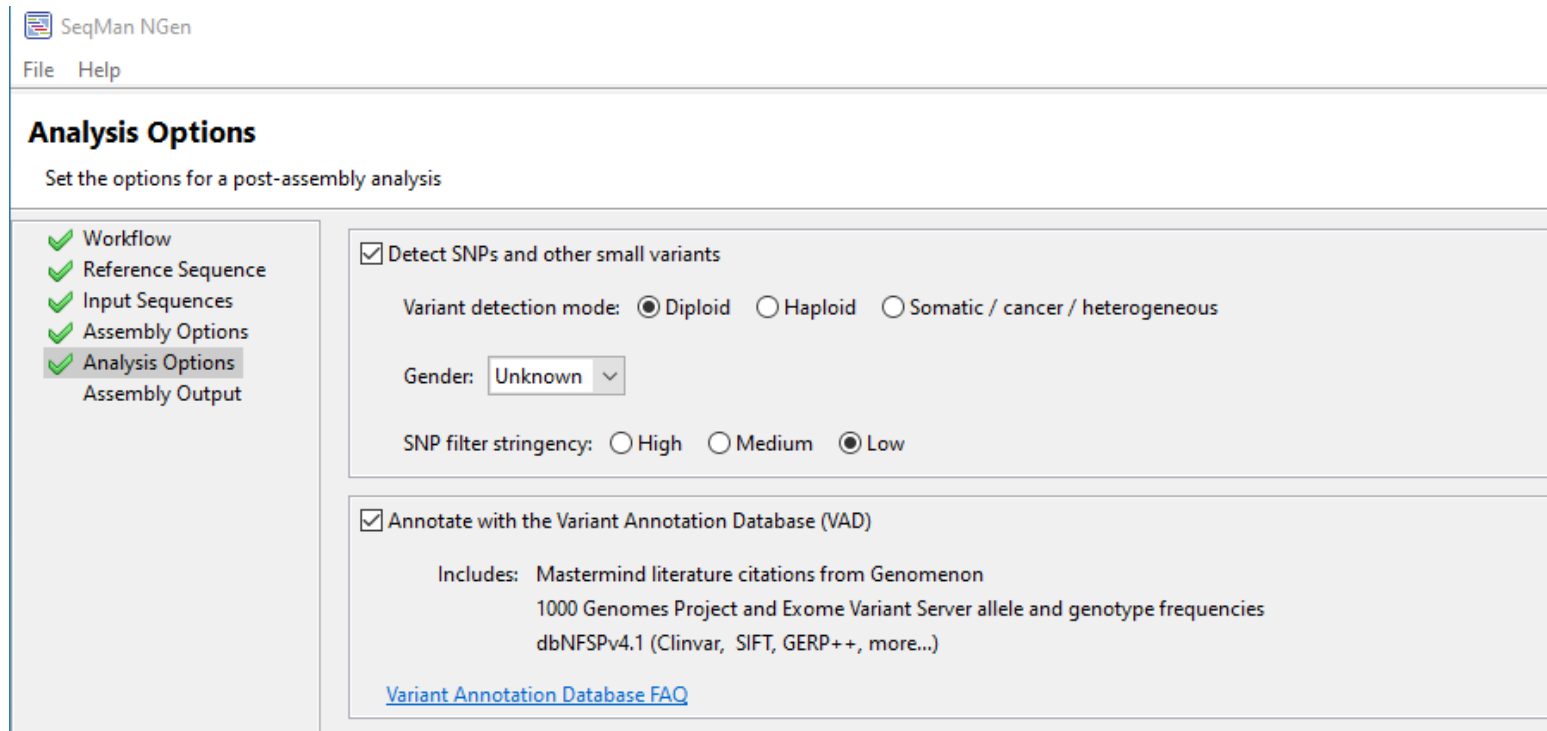 SeqMan NGen
File Help
Analysis Options
Set the options for a post-assembly analysis
Workflow
Reference Sequence
Input Sequences
Assembly Options
Analysis Options
Assembly Output
Detect SNPs and other small variants
Variant detection mode: Diploid Haploid Somatic / cancer / heterogeneous
Gender: Unknown
SNP filter stringency: High Medium Low
Annotate with the Variant Annotation Database (VAD)
Includes: Mastermind literature citations from Genomenon
1000 Genomes Project and Exome Variant Server allele and genotype frequencies
dbNFSPv4.1 (Clinvar, SIFT, GERP++, more...)
Variant Annotation Database FAQ